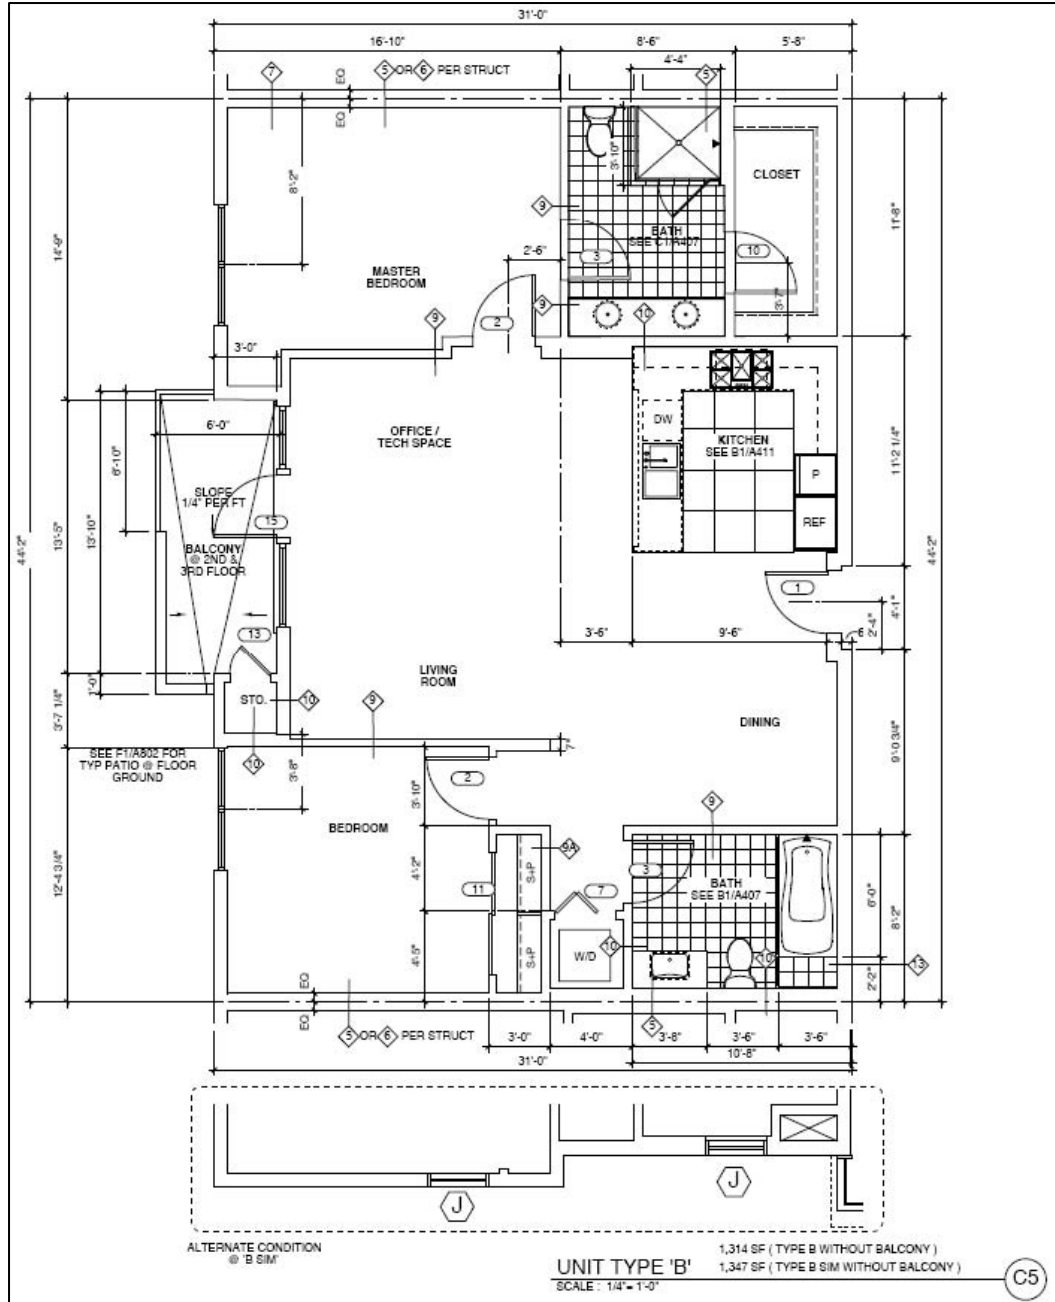 31'-0"
16'-10"
8'-6"
5'-8"
4'-4"
7
EQ
5 OR 6 PER STRUCT
5
EQ
8'-2"
3'-10"
CLOSET
9
BATH
SEE C1/A407
14'-9"
11'-8"
2'-6"
3
10
MASTER
BEDROOM
3'-7"
9
9
10
2
3'-0"
DW
6'-0"
OFFICE /
TECH SPACE
KITCHEN
SEE B1/A411
11'-2 1/4"
6'-10"
P
SLOPE
1/4" PER FT
REF
15
13'-5"
13'-10"
44'-2"
44'-2"
BALCONY
@ 2ND &
3RD FLOOR
1
4'-1"
2'-4"
13
3'-6"
9'-6"
6
LIVING
ROOM
1'-0"
3'-7 1/4"
STO.
10
9
DINING
SEE F1/A802 FOR
TYP PATIO @ FLOOR
GROUND
10
7"
9'-0 3/4"
3'-8"
2
3'-10"
9
BEDROOM
9A
3
12'-4 3/4"
4'-2"
11
S+P
7
BATH
SEE B1/A407
6'-0"
8'-2"
4'-5"
S+P
W/D
10
10
13
2'-2"
EQ
EQ
5 OR 6 PER STRUCT
5
3'-0"
4'-0"
3'-8"
3'-6"
3'-6"
10'-8"
31'-0"
J
J
ALTERNATE CONDITION
@ 'B SIM'
UNIT TYPE 'B'
1,314 SF ( TYPE B WITHOUT BALCONY )
1,347 SF ( TYPE B SIM WITHOUT BALCONY )
SCALE : 1/4"= 1'-0"
C5